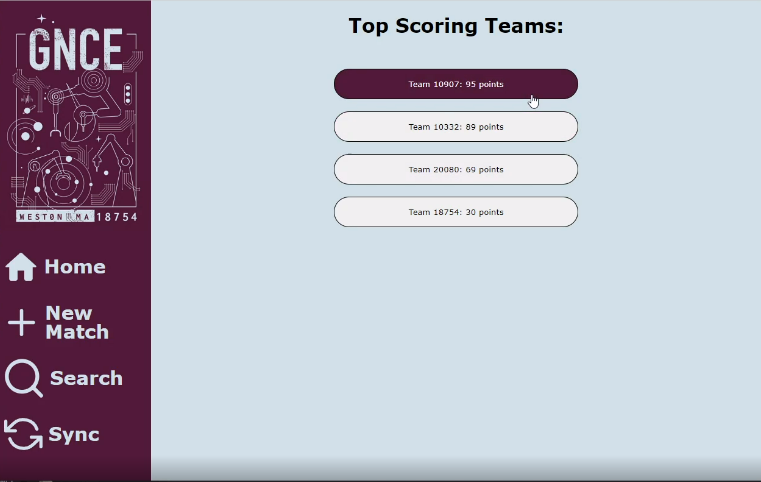 GNCE
WESTON MA 18754
Home
New
Match
Search
Sync
Top Scoring Teams:
Team 10907: 95 points
Team 10332: 89 points
Team 20080: 69 points
Team 18754: 30 points